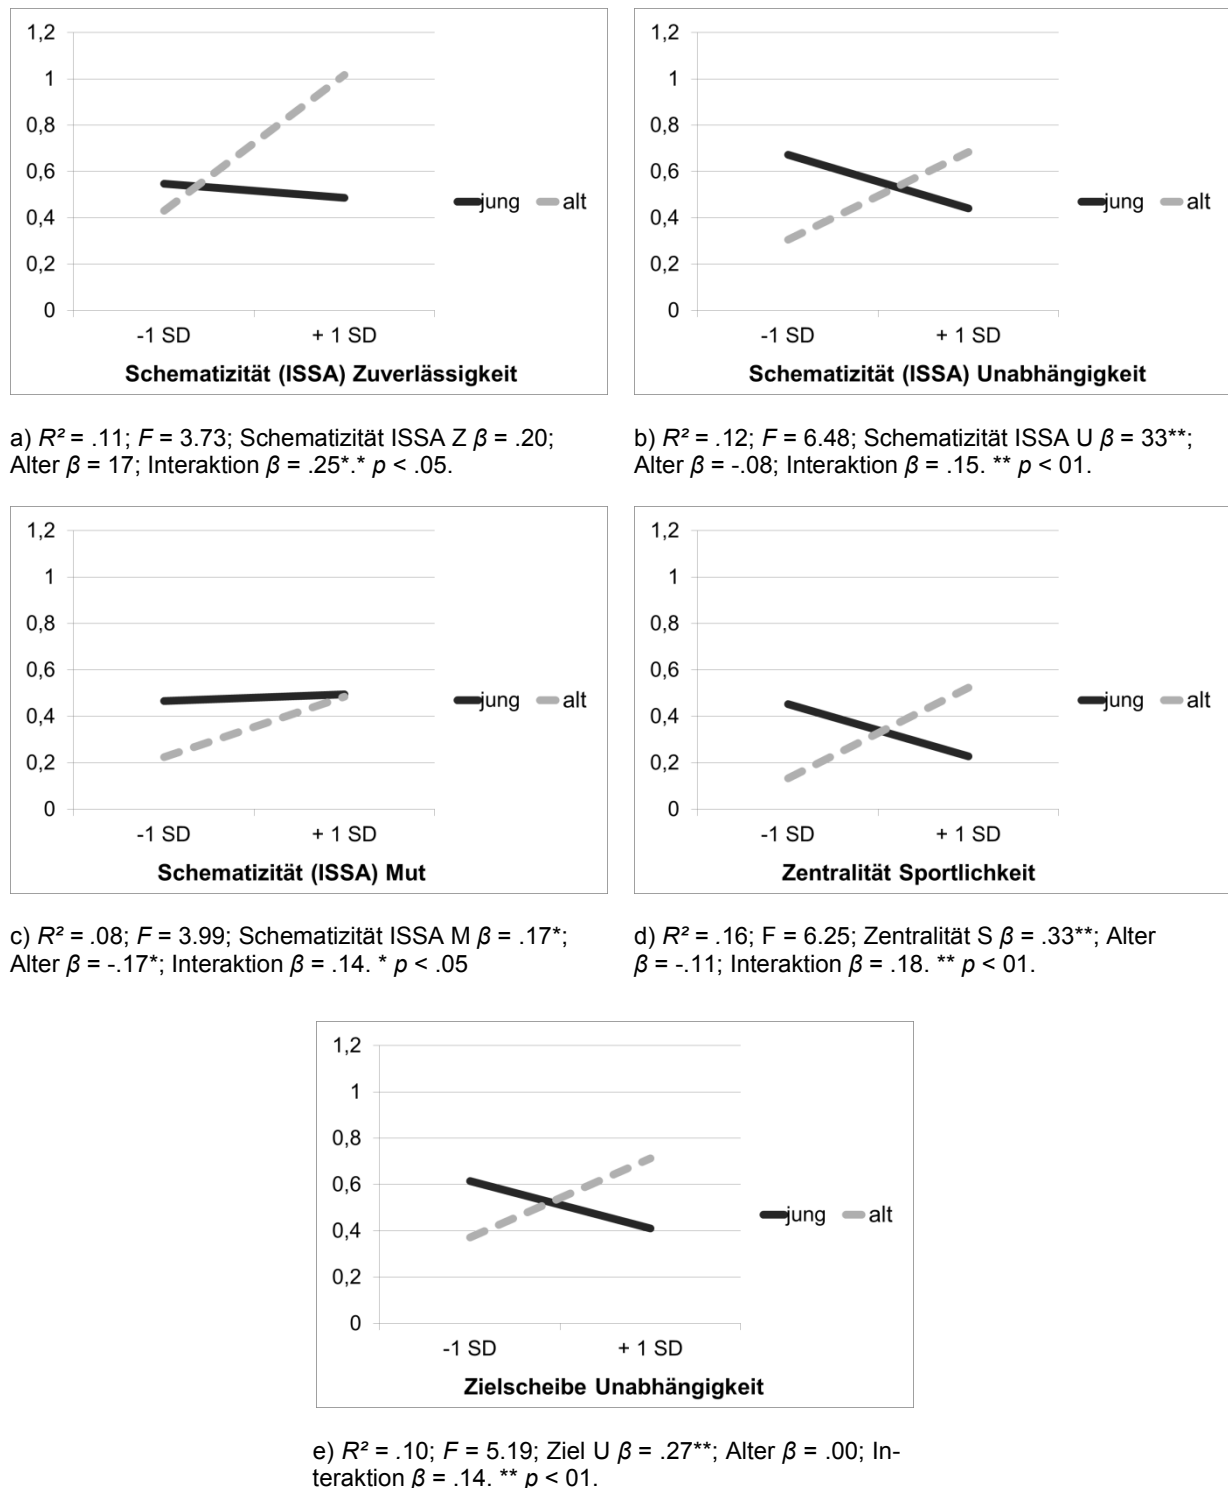 1,2
1
0,8
0,6
0,4
0,2
0
-1 SD + 1 SD
jung alt
Schematizität (ISSA) Zuverlässigkeit
a) R² = .11; F = 3.73; Schematizität ISSA Z β = .20;
Alter β = 17; Interaktion β = .25*.* p < .05.
1,2
1
0,8
0,6
0,4
0,2
0
-1 SD + 1 SD
jung alt
Schematizität (ISSA) Unabhängigkeit
b) R² = .12; F = 6.48; Schematizität ISSA U β = 33**;
Alter β = -.08; Interaktion β = .15. ** p < 01.
1,2
1
0,8
0,6
0,4
0,2
0
-1 SD + 1 SD
jung alt
Schematizität (ISSA) Mut
c) R² = .08; F = 3.99; Schematizität ISSA M β = .17*;
Alter β = -.17*; Interaktion β = .14. * p < .05
1,2
1
0,8
0,6
0,4
0,2
0
-1 SD + 1 SD
jung alt
Zentralität Sportlichkeit
d) R² = .16; F = 6.25; Zentralität S β = .33**; Alter
β = -.11; Interaktion β = .18. ** p < 01.
1,2
1
0,8
0,6
0,4
0,2
0
-1 SD + 1 SD
jung alt
Zielscheibe Unabhängigkeit
e) R² = .10; F = 5.19; Ziel U β = .27**; Alter β = .00; In-
teraktion β = .14. ** p < 01.